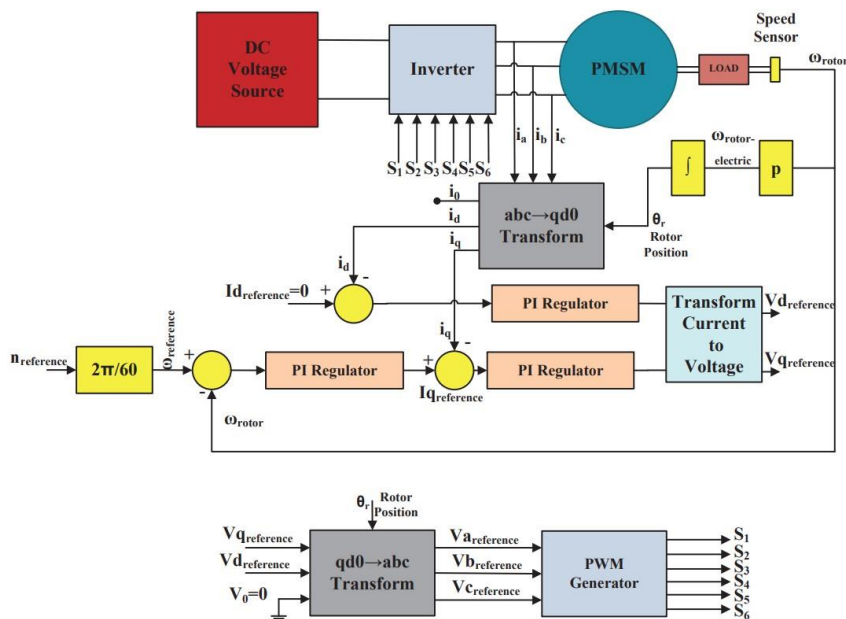 DC
Voltage
Source
Inverter
PMSM
LOAD
Speed
Sensor
ωrotor
S1 S2 S3 S4 S5 S6
ia ib ic
∫
ωrotor-
electric
p
abc→qd0
Transform
i0
id
iq
θr Rotor
Position
id
-
Idreference=0
+
PI Regulator
Transform
Current
to
Voltage
Vdreference
Vqreference
iq
-
nreference
2π/60
ωreference
+
-
PI Regulator
+
Iqreference
PI Regulator
ωrotor
θr Rotor
Position
Vqreference
Vdreference
V0=0
qd0→abc
Transform
Vareference
Vbreference
Vcreference
PWM
Generator
S1
S2
S3
S4
S5
S6